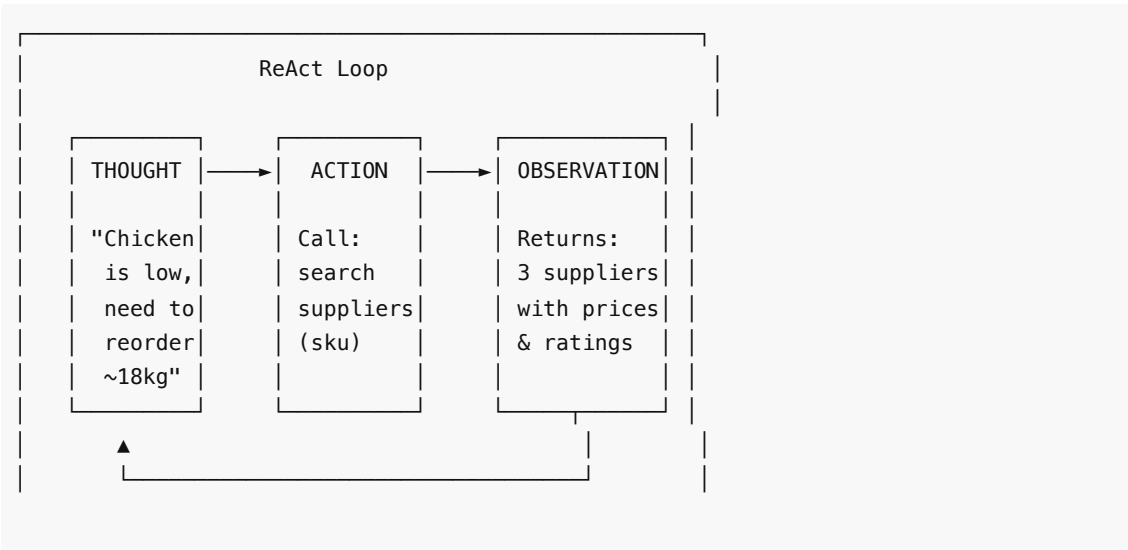 ReAct Loop
THOUGHT
"Chicken
is low,
need to
reorder
~18kg"
ACTION
Call:
search
suppliers
(sku)
OBSERVATION
Returns:
3 suppliers
with prices
& ratings